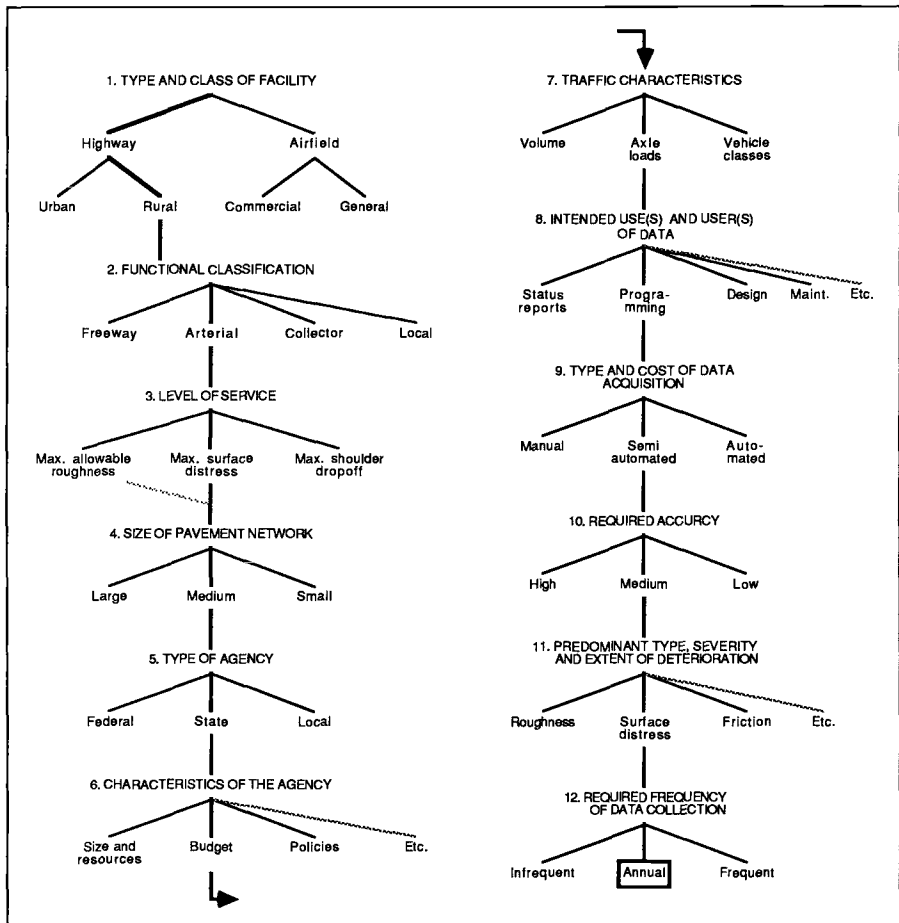 1. TYPE AND CLASS OF FACILITY
Highway Airfield
Urban Rural Commercial General
2. FUNCTIONAL CLASSIFICATION
Freeway Arterial Collector Local
3. LEVEL OF SERVICE
Max. allowable roughness Max. surface distress Max. shoulder dropoff
4. SIZE OF PAVEMENT NETWORK
Large Medium Small
5. TYPE OF AGENCY
Federal State Local
6. CHARACTERISTICS OF THE AGENCY
Size and resources Budget Policies Etc.
7. TRAFFIC CHARACTERISTICS
Volume Axle loads Vehicle classes
8. INTENDED USE(S) AND USER(S)
OF DATA
Status reports Progra- mming Design Maint. Etc.
9. TYPE AND COST OF DATA
ACQUISITION
Manual Semi automated Auto- mated
10. REQUIRED ACCURCY
High Medium Low
11. PREDOMINANT TYPE, SEVERITY
AND EXTENT OF DETERIORATION
Roughness Surface distress Friction Etc.
12. REQUIRED FREQUENCY
OF DATA COLLECTION
Infrequent Annual Frequent